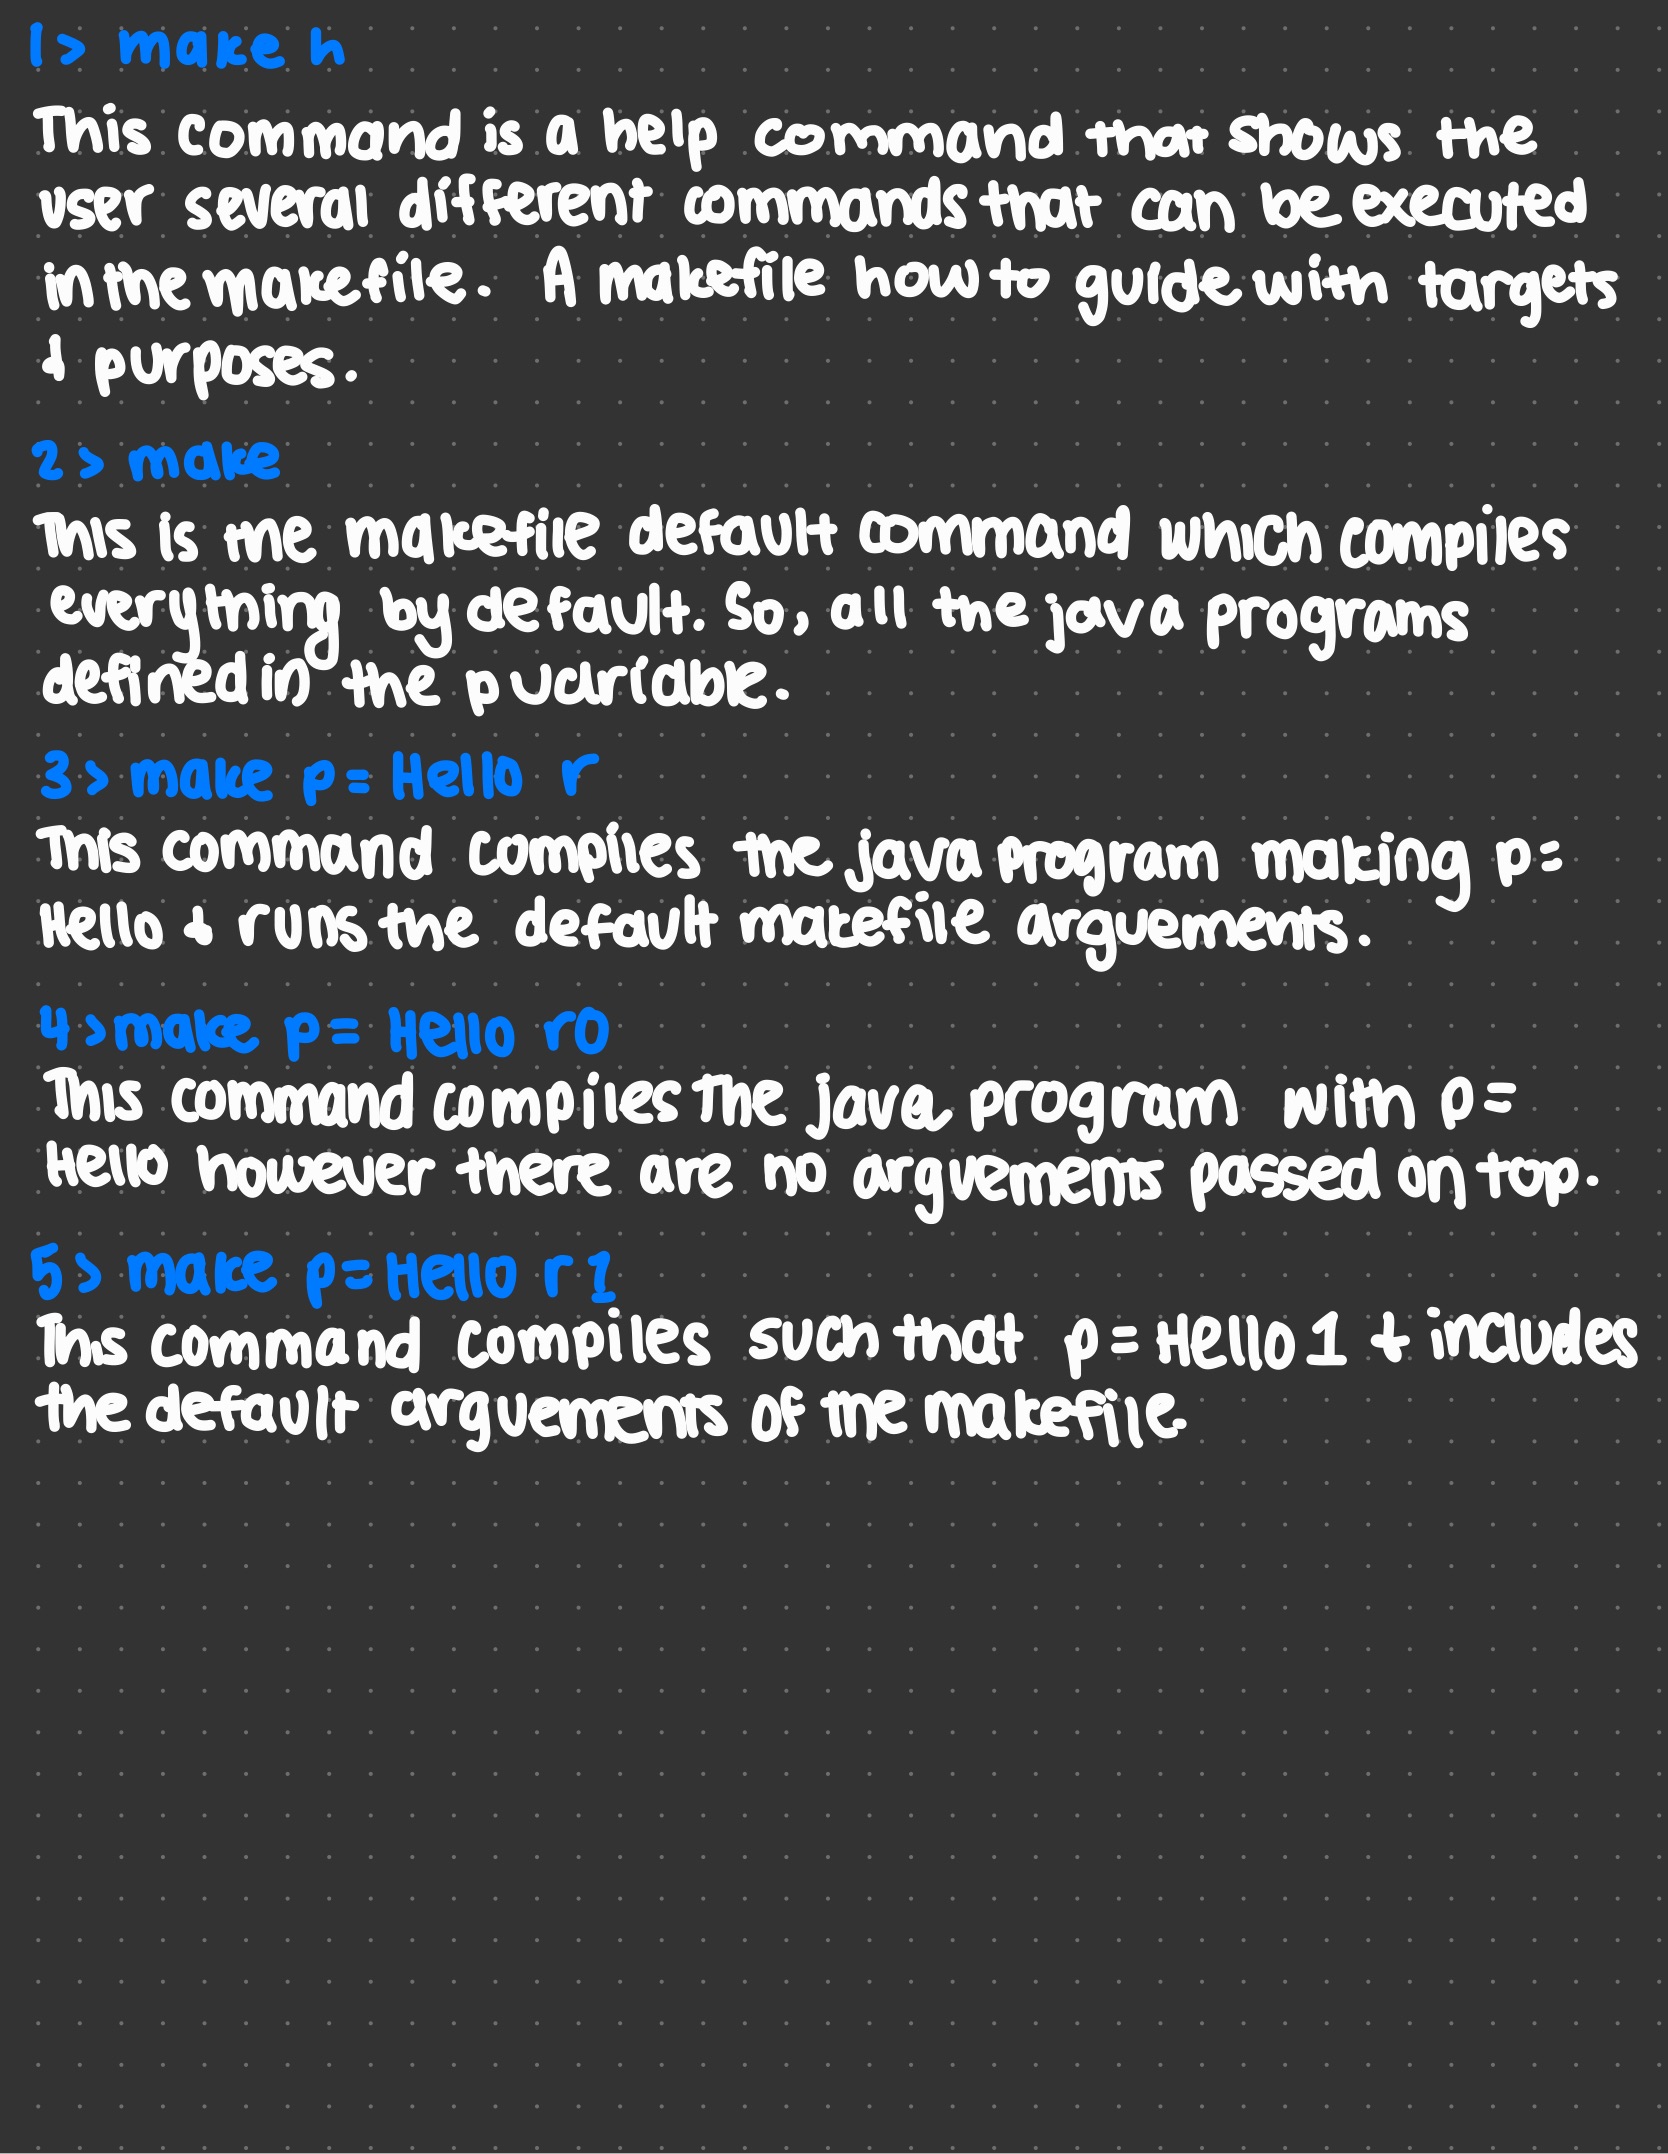 1> make h
This command is a help command that shows the
user several different commands that can be executed
in the makefile. A makefile how to guide with targets
+ purposes.
2> make
This is the makefile default command which compiles
everything by default. So, all the java programs
defined in the p variable.
3> make p=Hello r
This command compiles the java program making p=
Hello + runs the default makefile arguements.
4> make p= Hello r0
This command compiles The java program with p=
Hello however there are no arguements passed on top.
5> make p=Hello r 1
This command compiles such that p=Hello 1 + includes
the default arguements of the makefile.